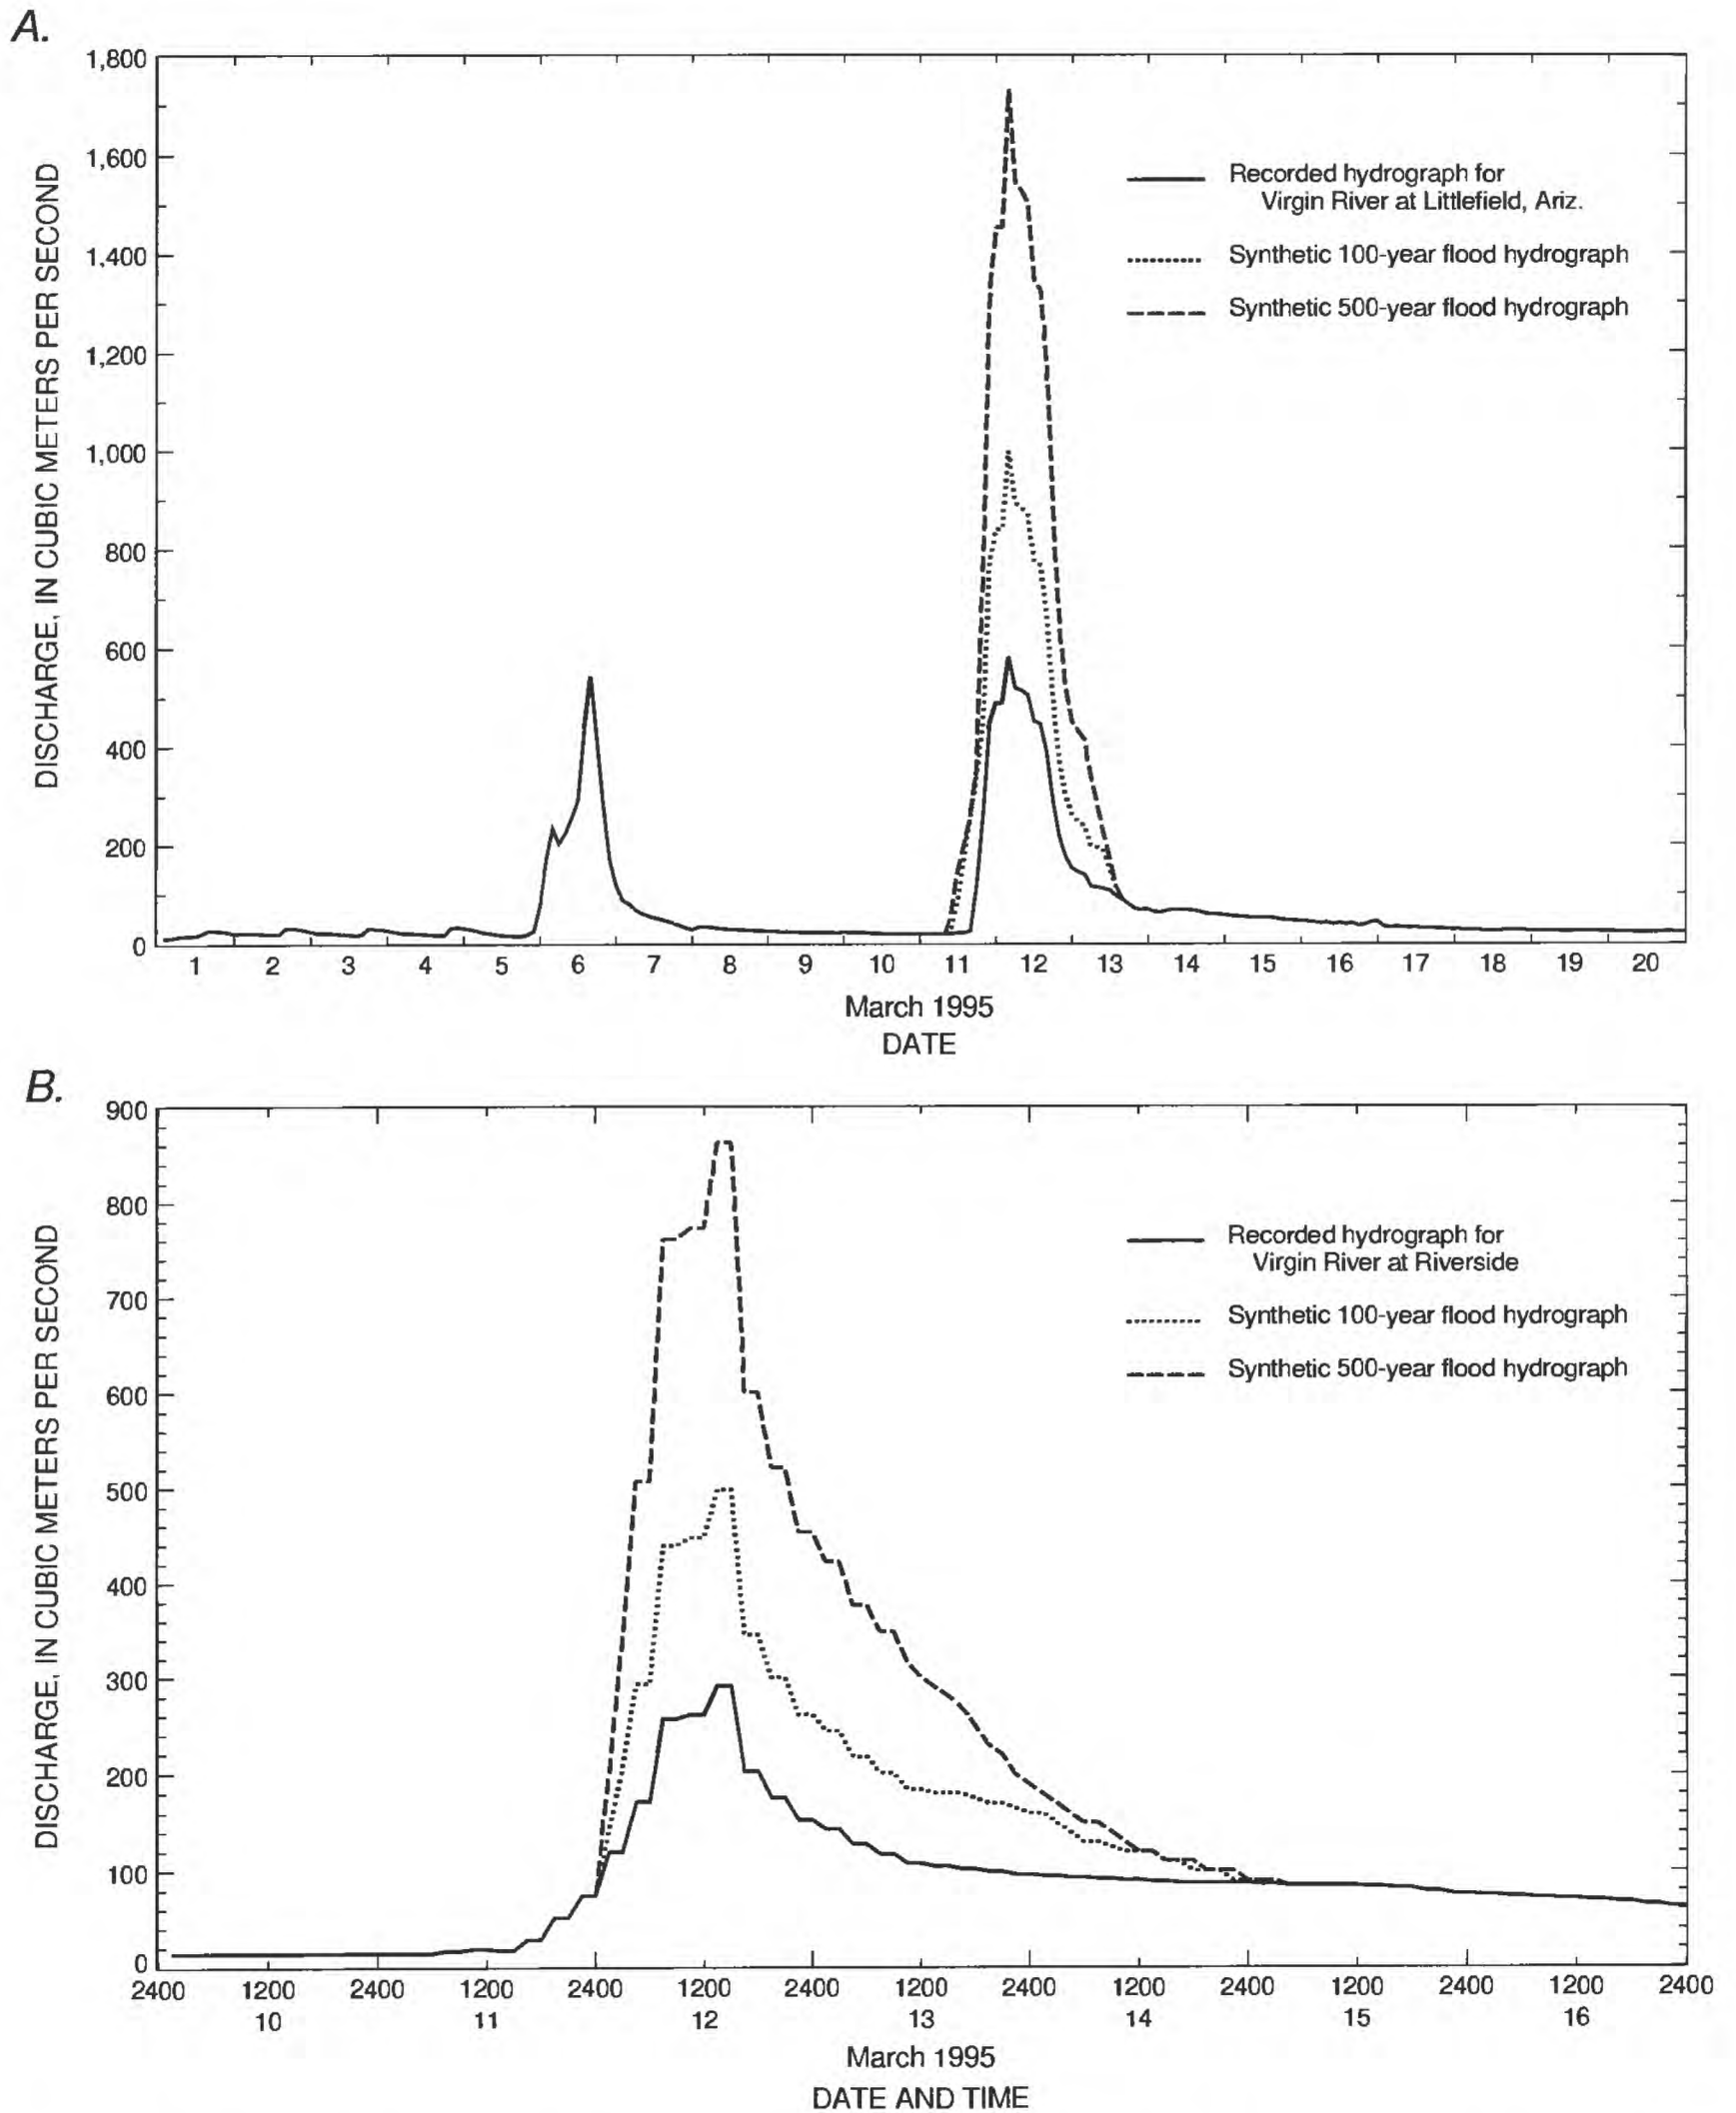 A.
1,800
1,600
1,400
1,200
1,000
800
600
400
200
0
DISCHARGE, IN CUBIC METERS PER SECOND
Recorded hydrograph for
Virgin River at Littlefield, Ariz.
Synthetic 100-year flood hydrograph
Synthetic 500-year flood hydrograph
1 2 3 4 5 6 7 8 9 10 11 12 13 14 15 16 17 18 19 20
March 1995
DATE
B.
900
800
700
600
500
400
300
200
100
0
DISCHARGE, IN CUBIC METERS PER SECOND
Recorded hydrograph for
Virgin River at Riverside
Synthetic 100-year flood hydrograph
Synthetic 500-year flood hydrograph
2400 1200 2400 1200 2400 1200 2400 1200 2400 1200 2400 1200 2400 1200 2400
10 11 12 13 14 15 16
March 1995
DATE AND TIME